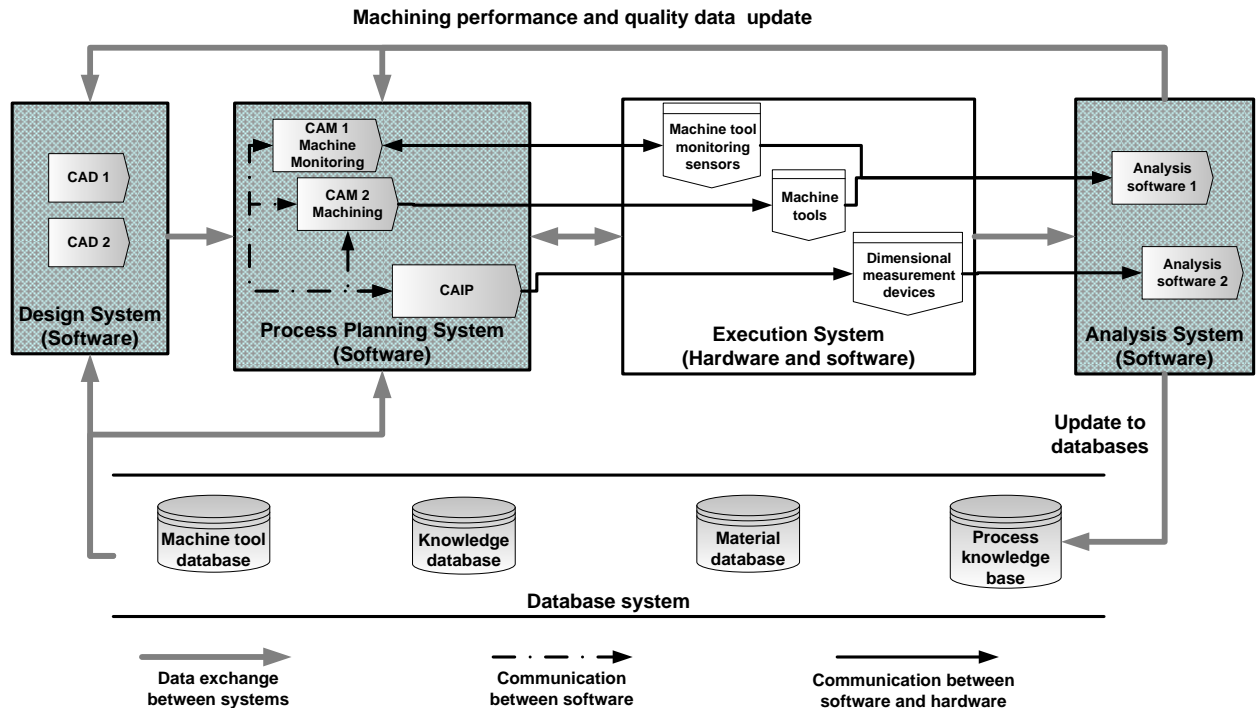 Machining performance and quality data update
CAD 1
CAD 2
Design System
(Software)
CAM 1
Machine
Monitoring
CAM 2
Machining
CAIP
Process Planning System
(Software)
Machine tool
monitoring
sensors
Machine
tools
Dimensional
measurement
devices
Execution System
(Hardware and software)
Analysis
software 1
Analysis
software 2
Analysis System
(Software)
Update to
databases
Machine tool
database
Knowledge
database
Material
database
Process
knowledge
base
Database system
Data exchange
between systems
Communication
between software
Communication between
software and hardware